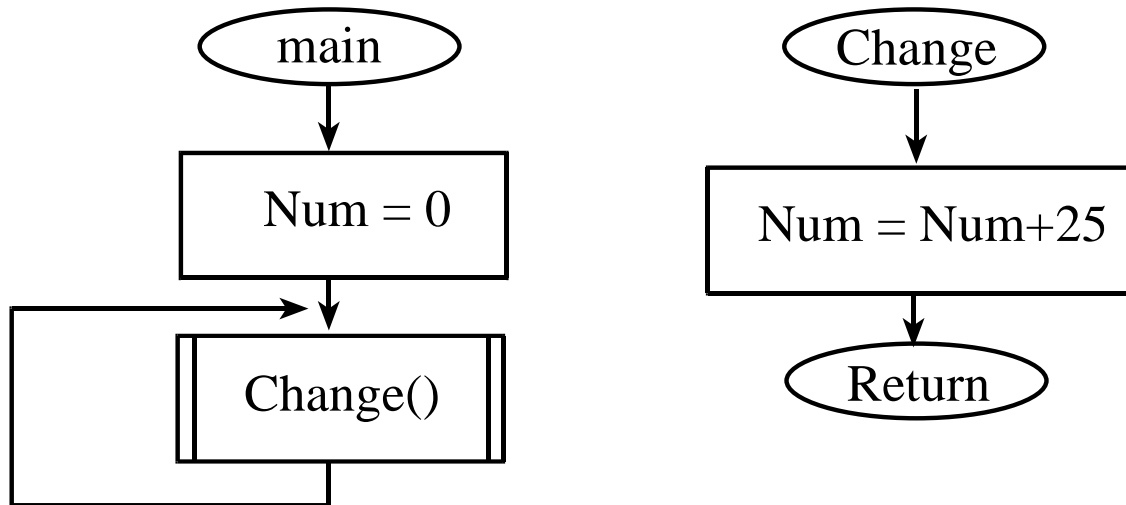 main
Num = 0
Change()
Change
Num = Num+25
Return